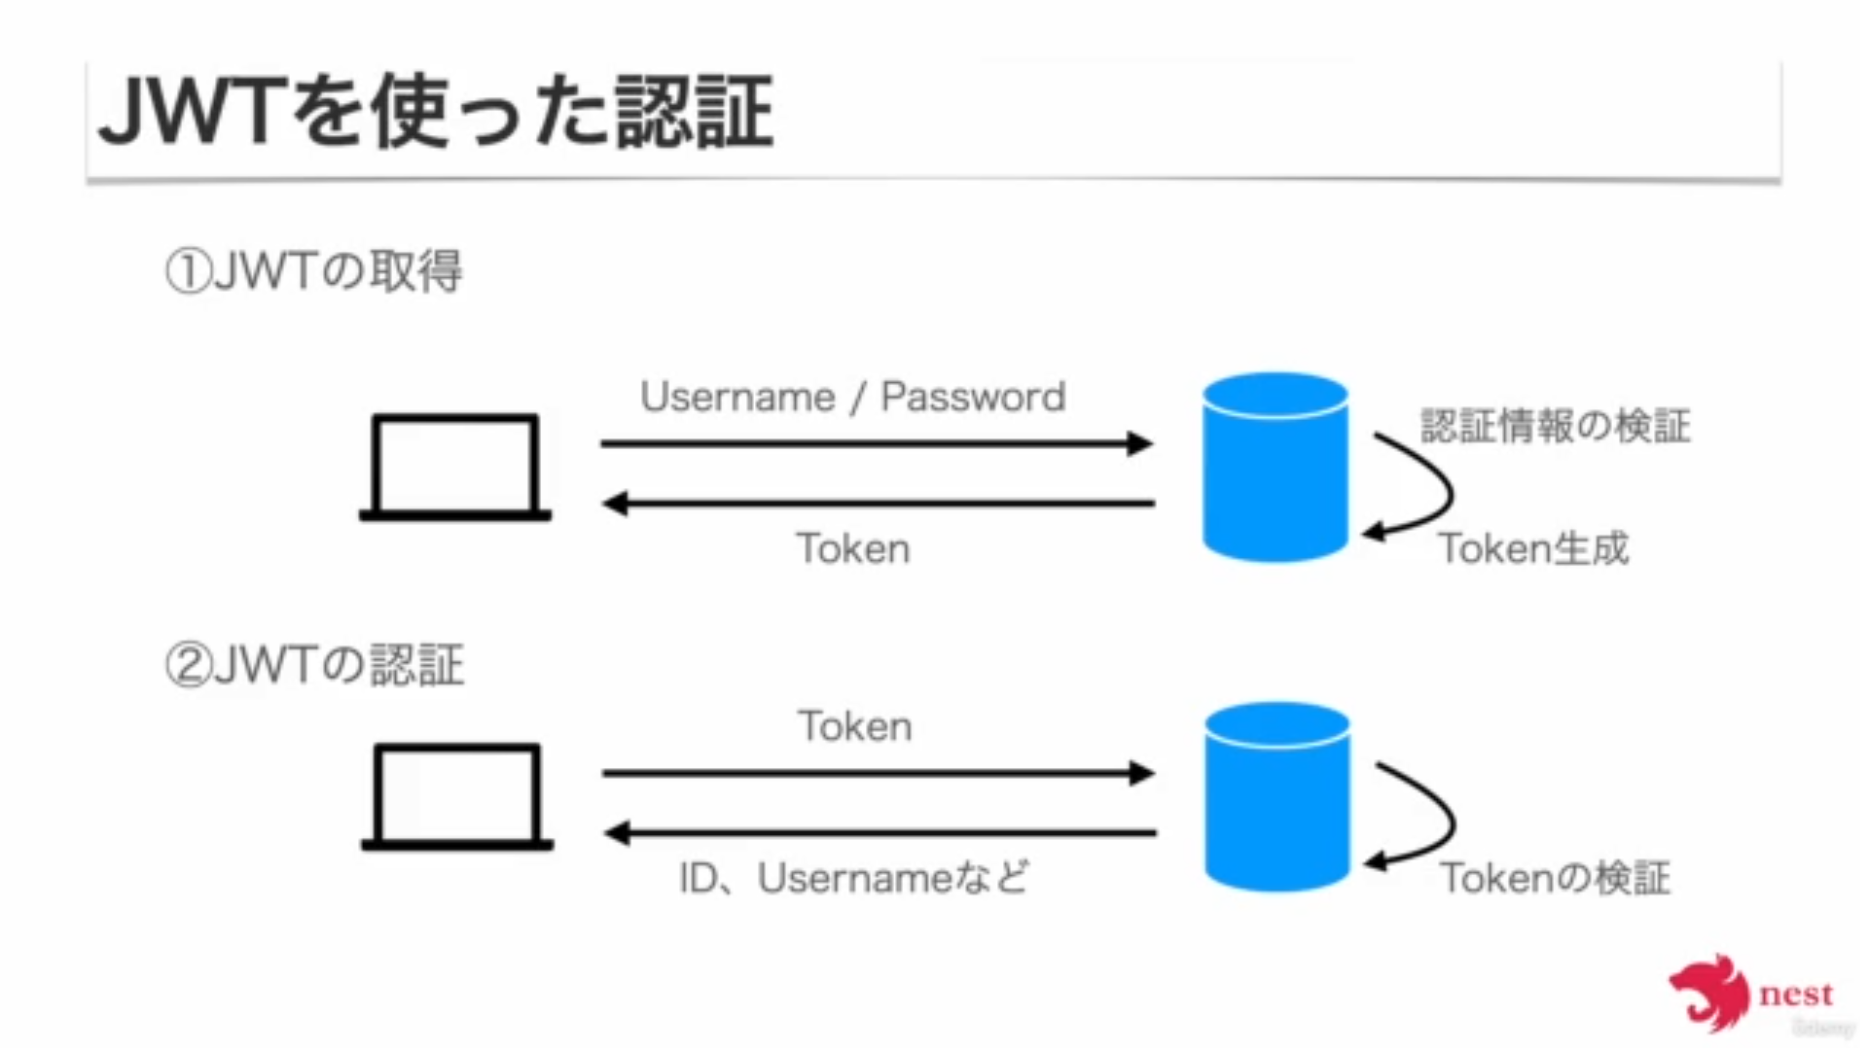 JWTを使った認証
①JWTの取得
Username / Password
認証情報の検証
Token
Token生成
②JWTの認証
Token
ID、Usernameなど
Tokenの検証
nest
Udemy